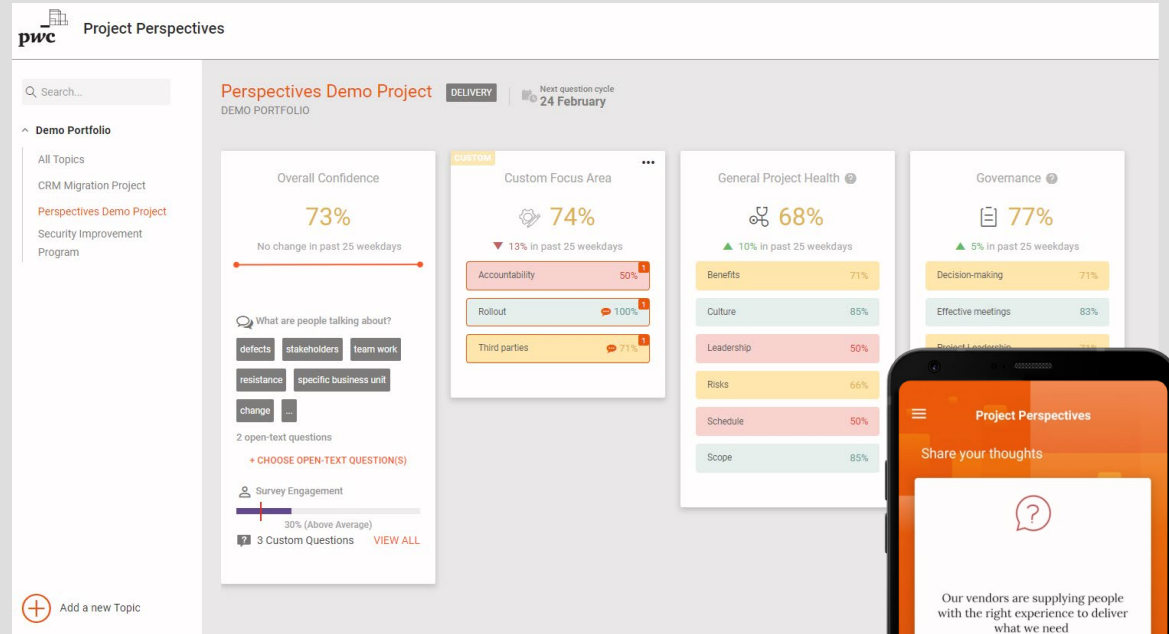 pwc
Project Perspectives
Search...
Demo Portfolio
All Topics
CRM Migration Project
Perspectives Demo Project
Security Improvement
Program
Add a new Topic
Perspectives Demo Project
DELIVERY
Next question cycle
24 February
DEMO PORTFOLIO
Overall Confidence
73%
No change in past 25 weekdays
What are people talking about?
defects stakeholders team work
resistance specific business unit
change ...
2 open-text questions
+ CHOOSE OPEN-TEXT QUESTION(S)
Survey Engagement
30% (Above Average)
? 3 Custom Questions VIEW ALL
CUSTOM
•••
Custom Focus Area
74%
▼ 13% in past 25 weekdays
Accountability 50% 1
Rollout 100% 1
Third parties 71% 1
General Project Health ?
68%
▲ 10% in past 25 weekdays
Benefits 71%
Culture 85%
Leadership 50%
Risks 66%
Schedule 50%
Scope 85%
Governance ?
77%
▲ 5% in past 25 weekdays
Decision-making 71%
Effective meetings 83%
Project Leadership 71%
Project Perspectives
Share your thoughts
?
Our vendors are supplying people
with the right experience to deliver
what we need